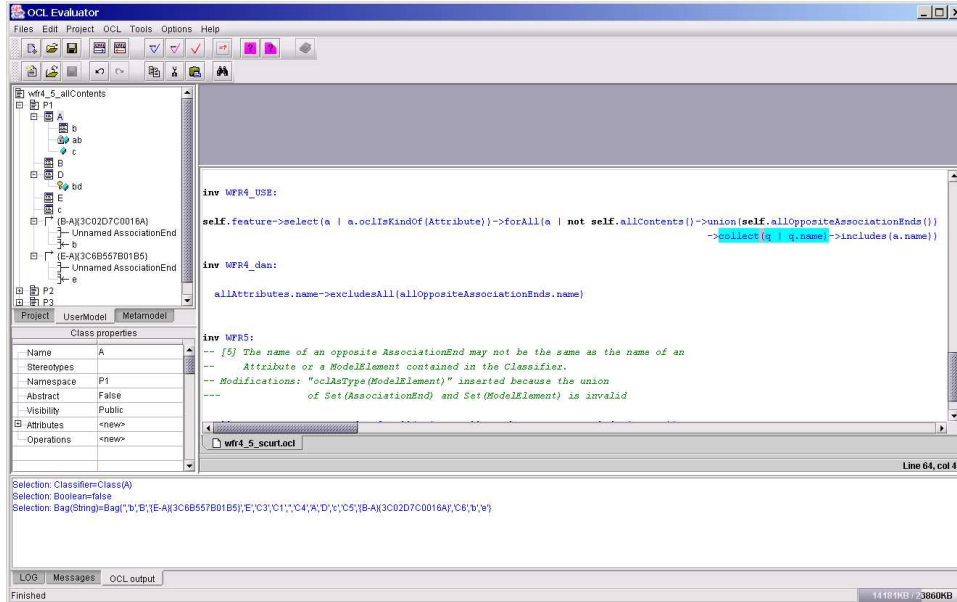 OCL Evaluator
Files Edit Project OCL Tools Options Help
wfr4_5_allContents
P1
A
b
ab
c
B
D
bd
E
c
{B-A}{3C02D7C0016A}
Unnamed AssociationEnd
b
{E-A}{3C6B557B01B5}
Unnamed AssociationEnd
e
P2
P3
Project UserModel Metamodel
Class properties
Name A
Stereotypes
Namespace P1
Abstract False
Visibility Public
Attributes <new>
Operations <new>
inv WFR4_USE:
self.feature->select(a | a.oclIsKindOf(Attribute))->forAll(a | not self.allContents()->union(self.allOppositeAssociationEnds())
->collect(q | q.name)->includes(a.name))
inv WFR4_dan:
allAttributes.name->excludesAll(allOppositeAssociationEnds.name)
inv WFR5:
-- [5] The name of an opposite AssociationEnd may not be the same as the name of an
-- Attribute or a ModelElement contained in the Classifier.
-- Modifications: "oclAsType(ModelElement)" inserted because the union
--- of Set(AssociationEnd) and Set(ModelElement) is invalid
wfr4_5_scurt.ocl
Line 64, col 4
Selection: Classifier=Class(A)
Selection: Boolean=false
Selection: Bag(String)=Bag('','b','B','{E-A}{3C6B557B01B5}','E','C3','C1','','C4','A','D','c','C5','{B-A}{3C02D7C0016A}','C6','b','e')
LOG Messages OCL output
Finished
14181KB / 23860KB